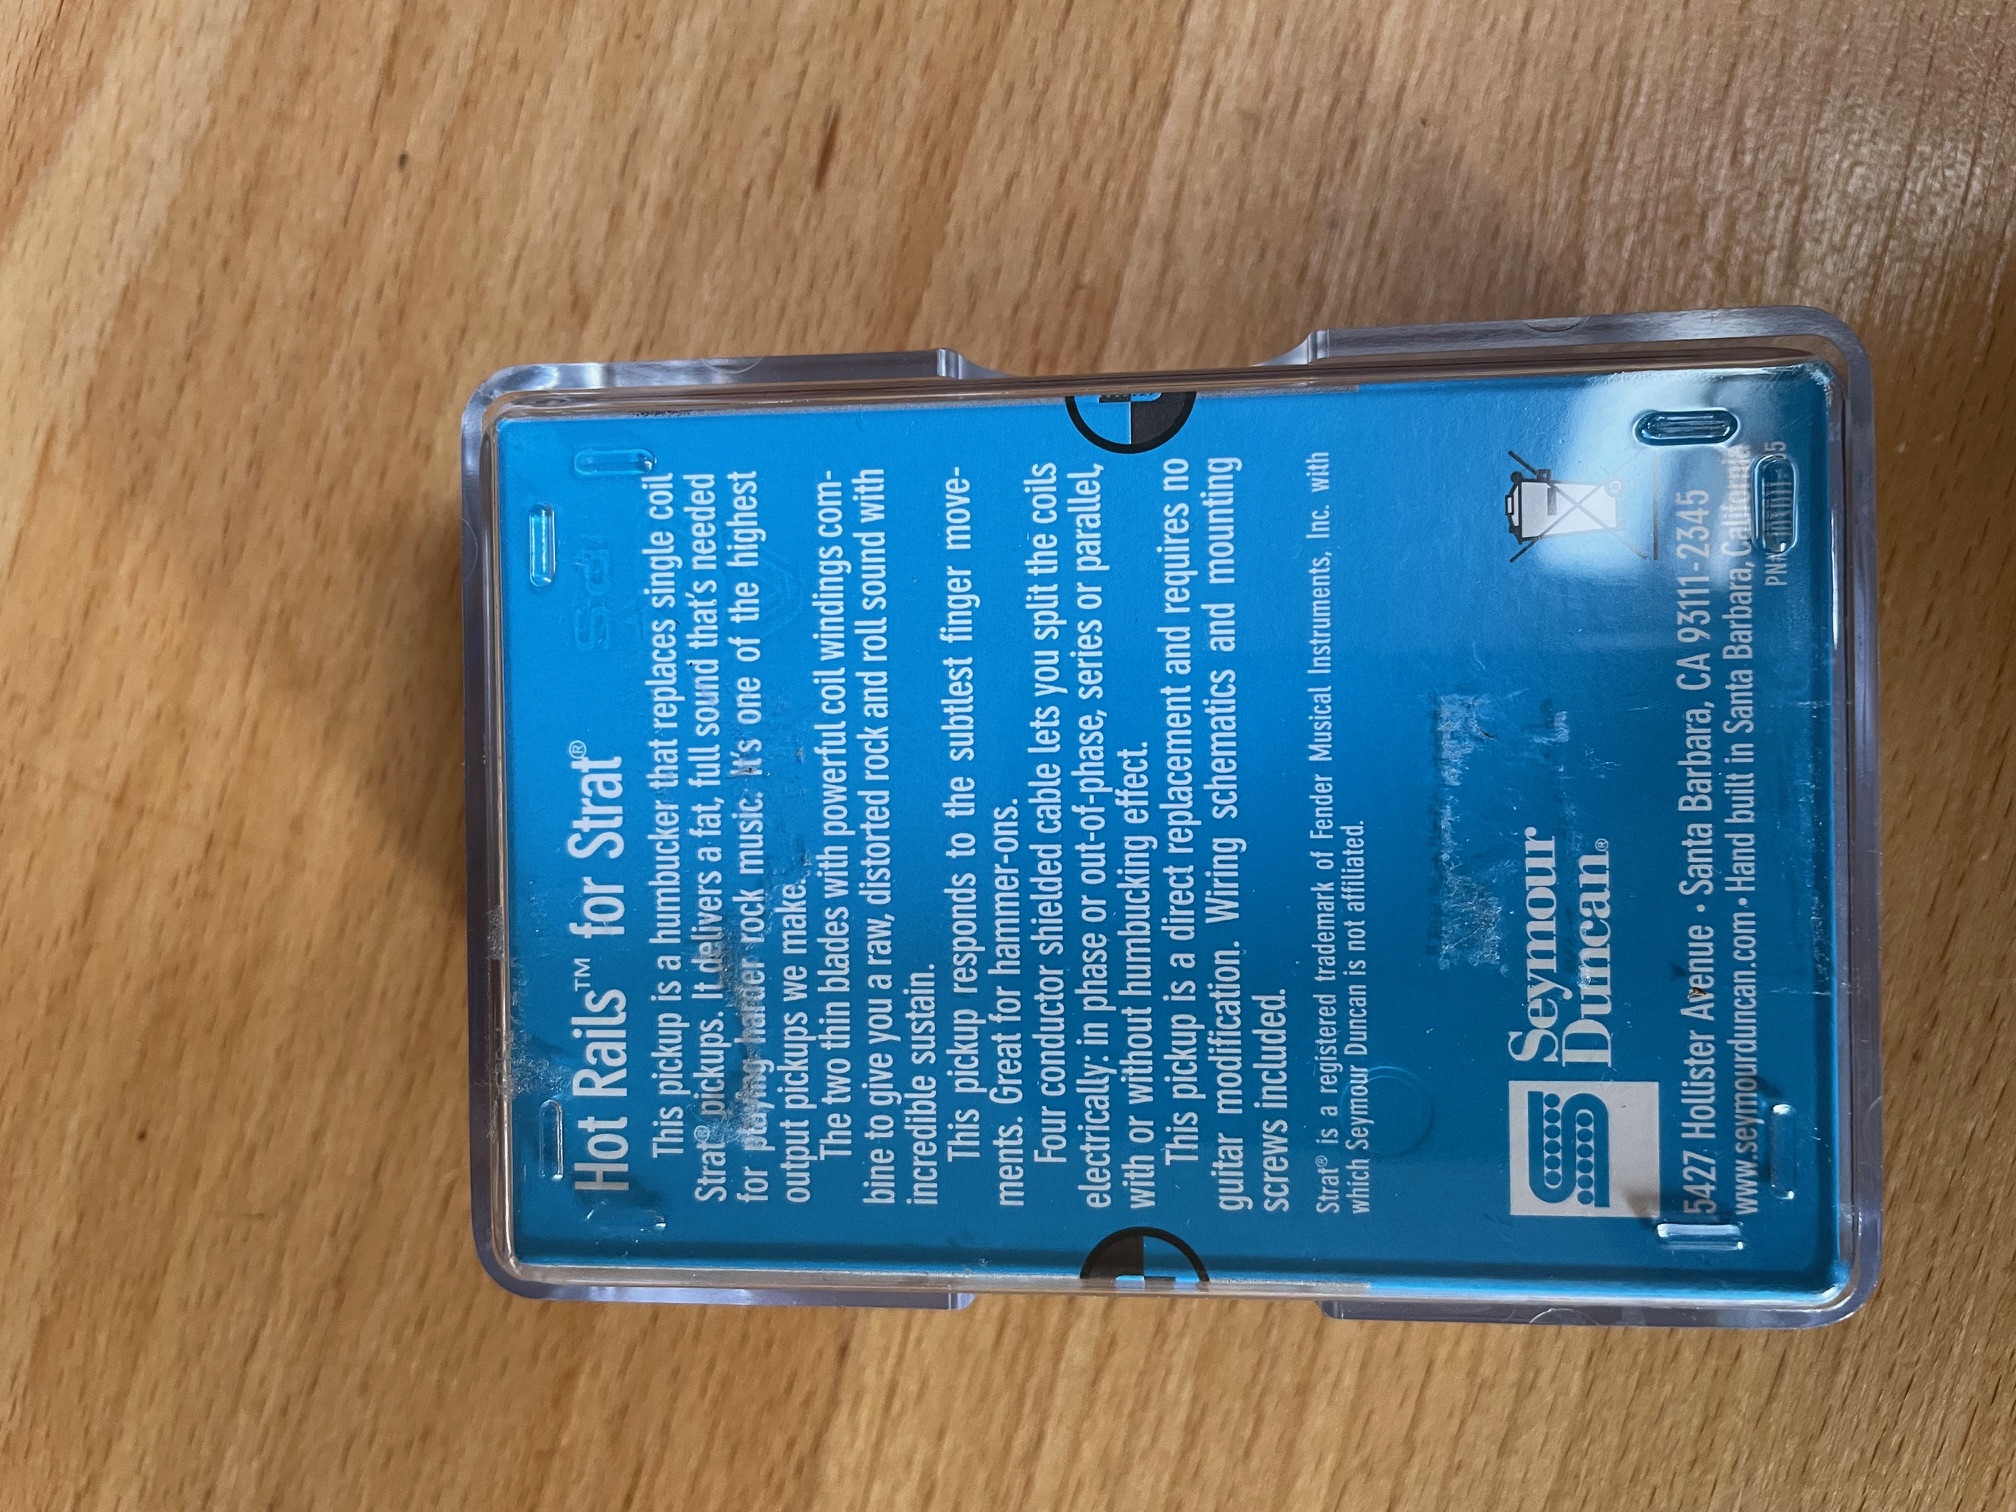 Hot Rails™ for Strat®
This pickup is a humbucker that replaces single coil
Strat® pickups. It delivers a fat, full sound that's needed
for playing harder rock music. It's one of the highest
output pickups we make.
The two thin blades with powerful coil windings com-
bine to give you a raw, distorted rock and roll sound with
incredible sustain.
This pickup responds to the subtlest finger move-
ments. Great for hammer-ons.
Four conductor shielded cable lets you split the coils
electrically: in phase or out-of-phase, series or parallel,
with or without humbucking effect.
This pickup is a direct replacement and requires no
guitar modification. Wiring schematics and mounting
screws included.
Strat® is a registered trademark of Fender Musical Instruments, Inc. with
which Seymour Duncan is not affiliated.
Seymour
Duncan®
5427 Hollister Avenue • Santa Barbara, CA 93111-2345
www.seymourduncan.com • Hand built in Santa Barbara, California